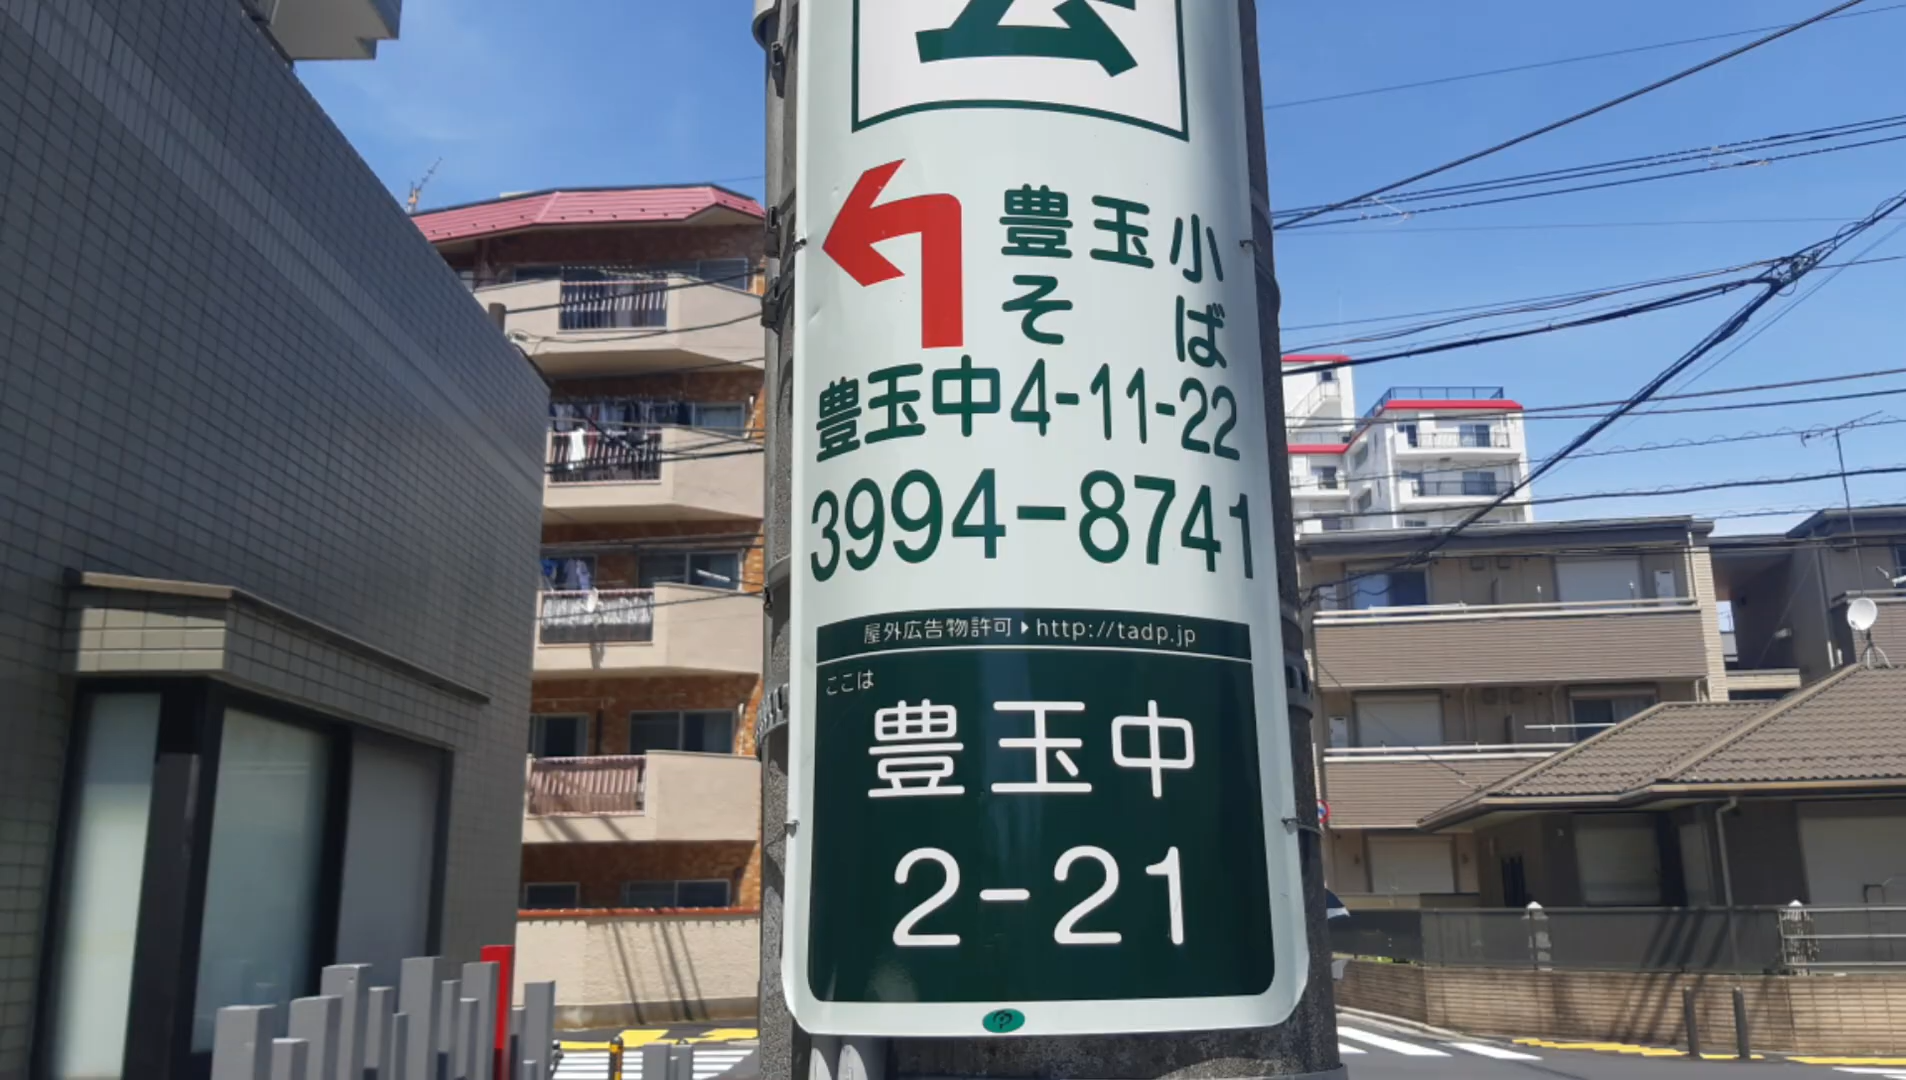 豊玉小
そば
豊玉中4-11-22
3994-8741
屋外広告物許可▶http://tadp.jp
ここは
豊玉中
2-21